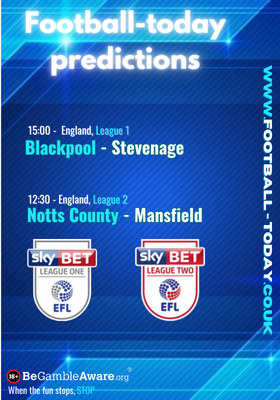 Football-today
predictions
15:00 - England, League 1
Blackpool - Stevenage
12:30 - England, League 2
Notts County - Mansfield
sky BET
LEAGUE ONE
EFL
sky BET
LEAGUE TWO
EFL
WWW.FOOTBALL-TODAY.CO.UK
18+ BeGambleAware.org®
When the fun stops, STOP